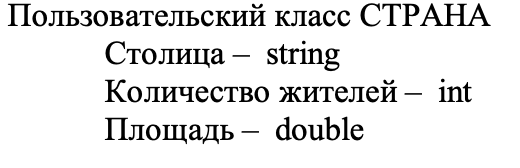 Пользовательский класс СТРАНА
Столица – string
Количество жителей – int
Площадь – double